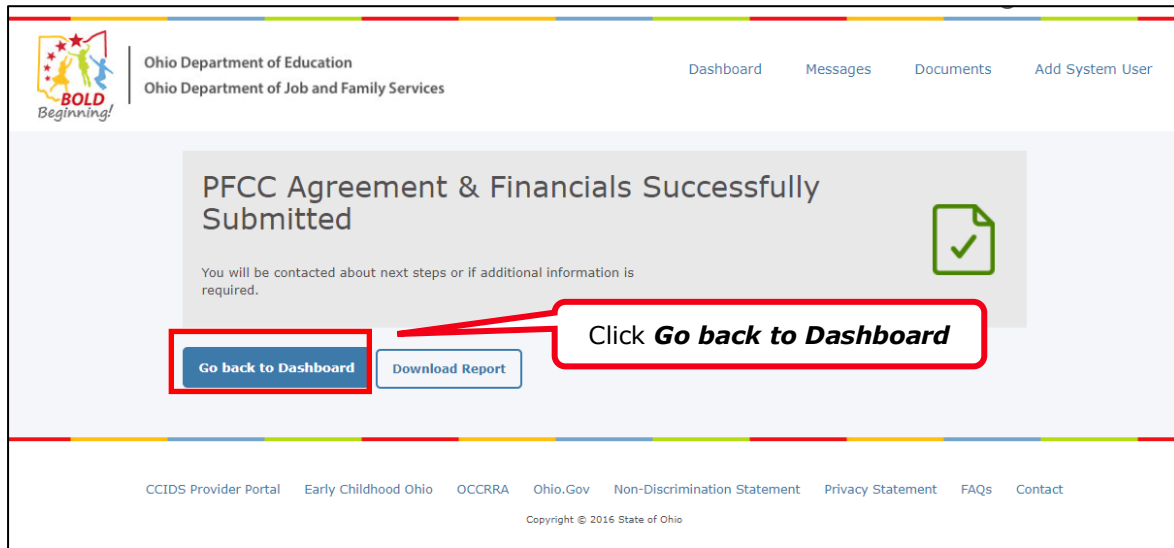 BOLD
Beginning!
Ohio Department of Education
Ohio Department of Job and Family Services
Dashboard Messages Documents Add System User
PFCC Agreement & Financials Successfully
Submitted
You will be contacted about next steps or if additional information is
required.
Click Go back to Dashboard
Go back to Dashboard Download Report
CCIDS Provider Portal Early Childhood Ohio OCCRRA Ohio.Gov Non-Discrimination Statement Privacy Statement FAQs Contact
Copyright © 2016 State of Ohio